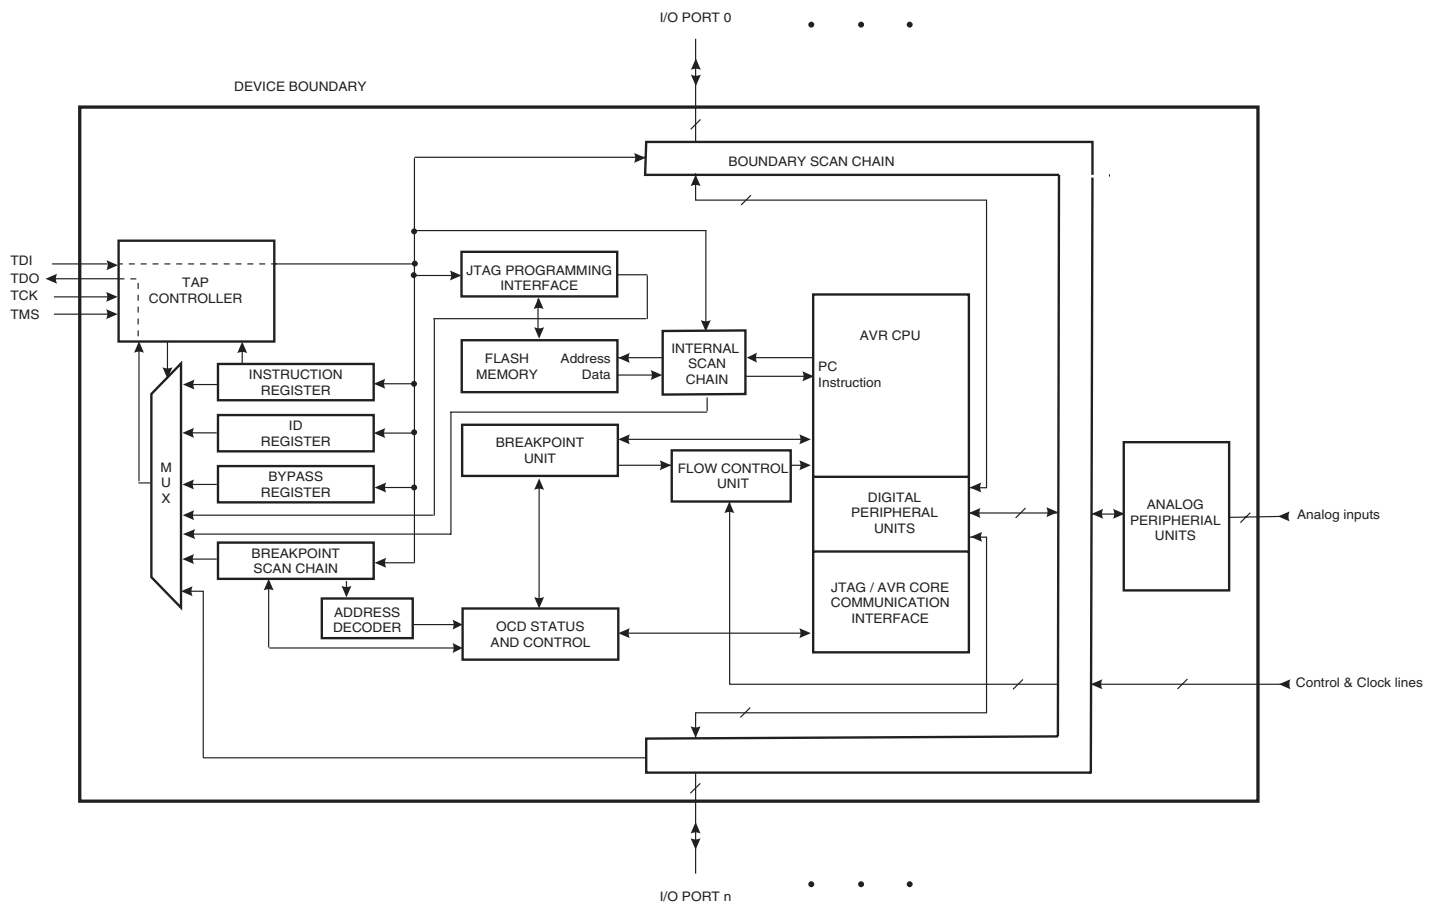 I/O PORT 0
DEVICE BOUNDARY
BOUNDARY SCAN CHAIN
TDI
TDO
TCK
TMS
TAP
CONTROLLER
JTAG PROGRAMMING
INTERFACE
AVR CPU
INTERNAL
SCAN
CHAIN
FLASH
MEMORY
Address
Data
PC
Instruction
INSTRUCTION
REGISTER
ID
REGISTER
BREAKPOINT
UNIT
FLOW CONTROL
UNIT
M
U
X
BYPASS
REGISTER
DIGITAL
PERIPHERAL
UNITS
ANALOG
PERIPHERIAL
UNITS
Analog inputs
BREAKPOINT
SCAN CHAIN
JTAG / AVR CORE
COMMUNICATION
INTERFACE
ADDRESS
DECODER
OCD STATUS
AND CONTROL
Control & Clock lines
I/O PORT n